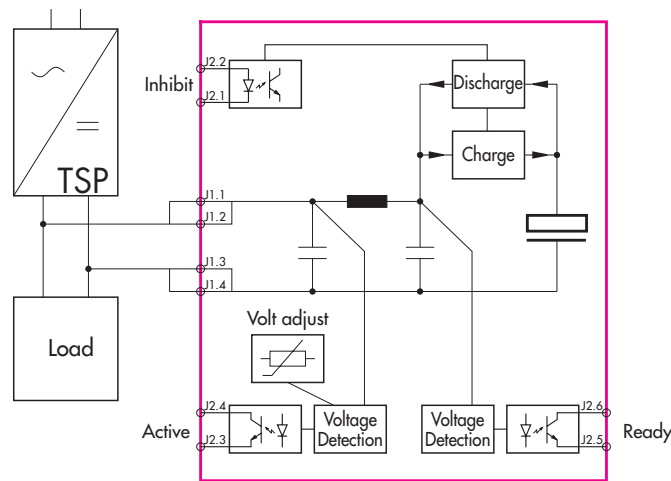 J2.2
Inhibit
J2.1
Discharge
Charge
TSP
J1.1
J1.2
J1.3
J1.4
Load
Volt adjust
J2.4
Active
J2.3
Voltage
Detection
Voltage
Detection
J2.6
Ready
J2.5